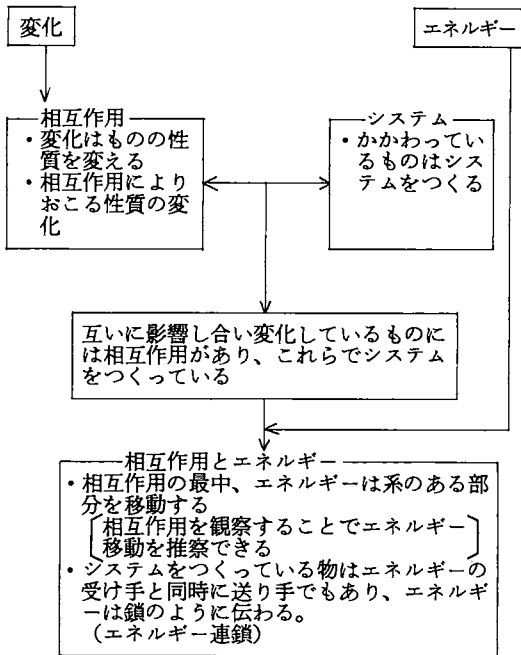 変化
エネルギー
相互作用
・変化はものの性
質を変える
・相互作用により
おこる性質の変
化
システム
・かかわってい
るものはシス
テムをつくる
互いに影響し合い変化しているものに
は相互作用があり、これらでシステム
をつくっている
相互作用とエネルギー
・相互作用の最中、エネルギーは系のある部
分を移動する
〔相互作用を観察することでエネルギー
移動を推察できる〕
・システムをつくっている物はエネルギーの
受け手と同時に送り手でもあり、エネルギ
ーは鎖のように伝わる。
（エネルギー連鎖）